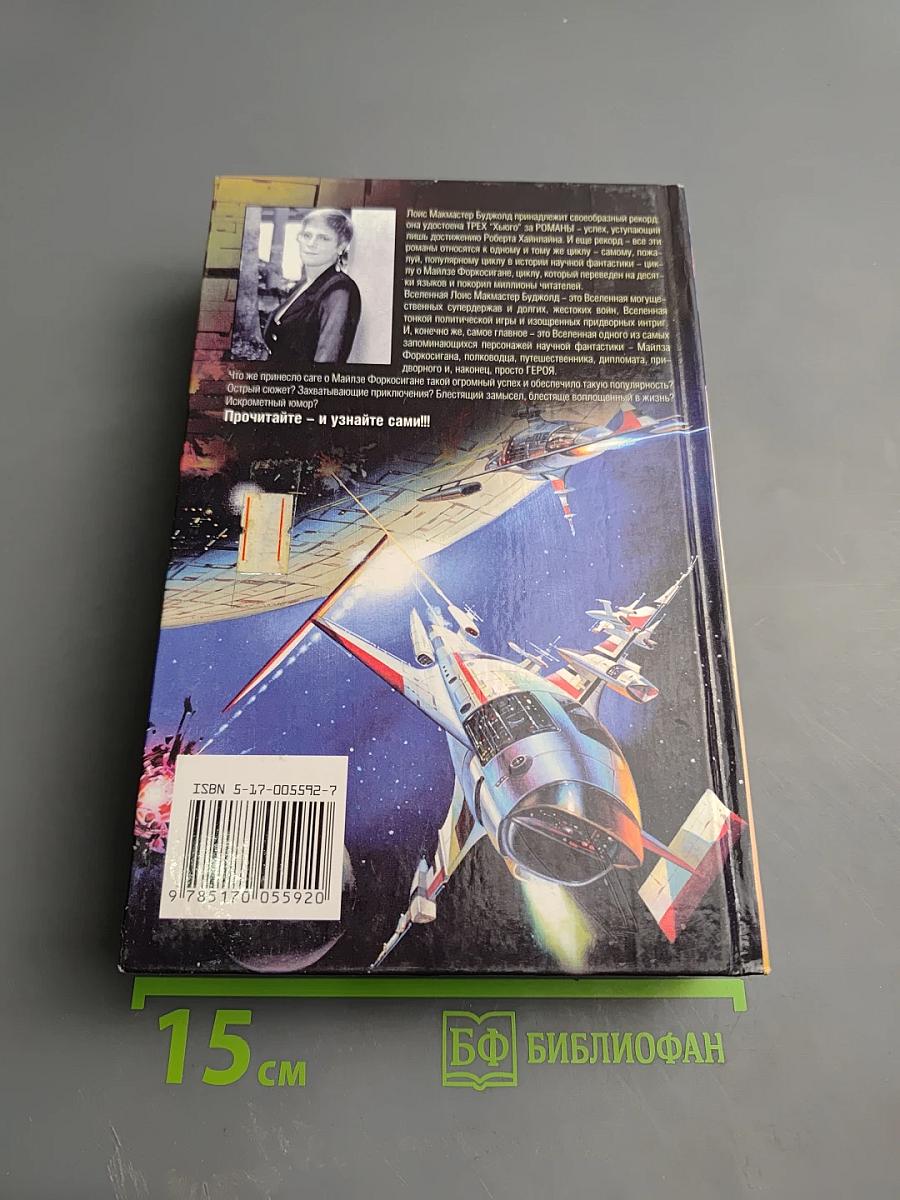 Лоис Макмастер Буджолд принадлежит своеобразный рекорд:
она удостоена ТРЕХ "Хьюго" за РОМАНЫ – успех, уступающий
лишь достижению Роберта Хайнлайна. И еще рекорд – все эти
романы относятся к одному и тому же циклу – самому, пожа-
луй, популярному циклу в истории научной фантастики – цик-
лу о Майлзе Форкосигане, циклу, который переведен на десят-
ки языков и покорил миллионы читателей.
Вселенная Лоис Макмастер Буджолд – это Вселенная могуще-
ственных супердержав и долгих, жестоких войн, Вселенная
тонкой политической игры и изощренных придворных интриг.
И, конечно же, самое главное – это Вселенная одного из самых
запоминающихся персонажей научной фантастики – Майлза
Форкосигана, полководца, путешественника, дипломата, при-
дворного и, наконец, просто ГЕРОЯ.
Что же принесло саге о Майлзе Форкосигане такой огромный успех и обеспечило такую популярность?
Острый сюжет? Захватывающие приключения? Блестящий замысел, блестяще воплощенный в жизнь?
Искрометный юмор?
Прочитайте – и узнайте сами!!!
ISBN 5-17-005592-7
9 785170 055920
15 см
БФ БИБЛИОФАН